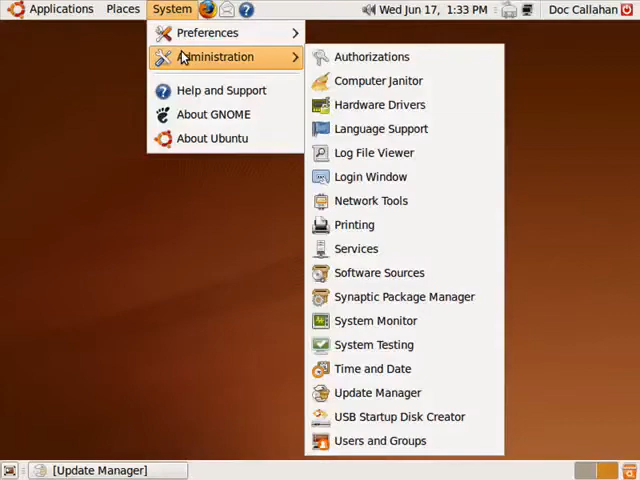 Applications Places System Wed Jun 17, 1:33 PM Doc Callahan
Preferences
Administration
Help and Support
About GNOME
About Ubuntu
Authorizations
Computer Janitor
Hardware Drivers
Language Support
Log File Viewer
Login Window
Network Tools
Printing
Services
Software Sources
Synaptic Package Manager
System Monitor
System Testing
Time and Date
Update Manager
USB Startup Disk Creator
Users and Groups
[Update Manager]